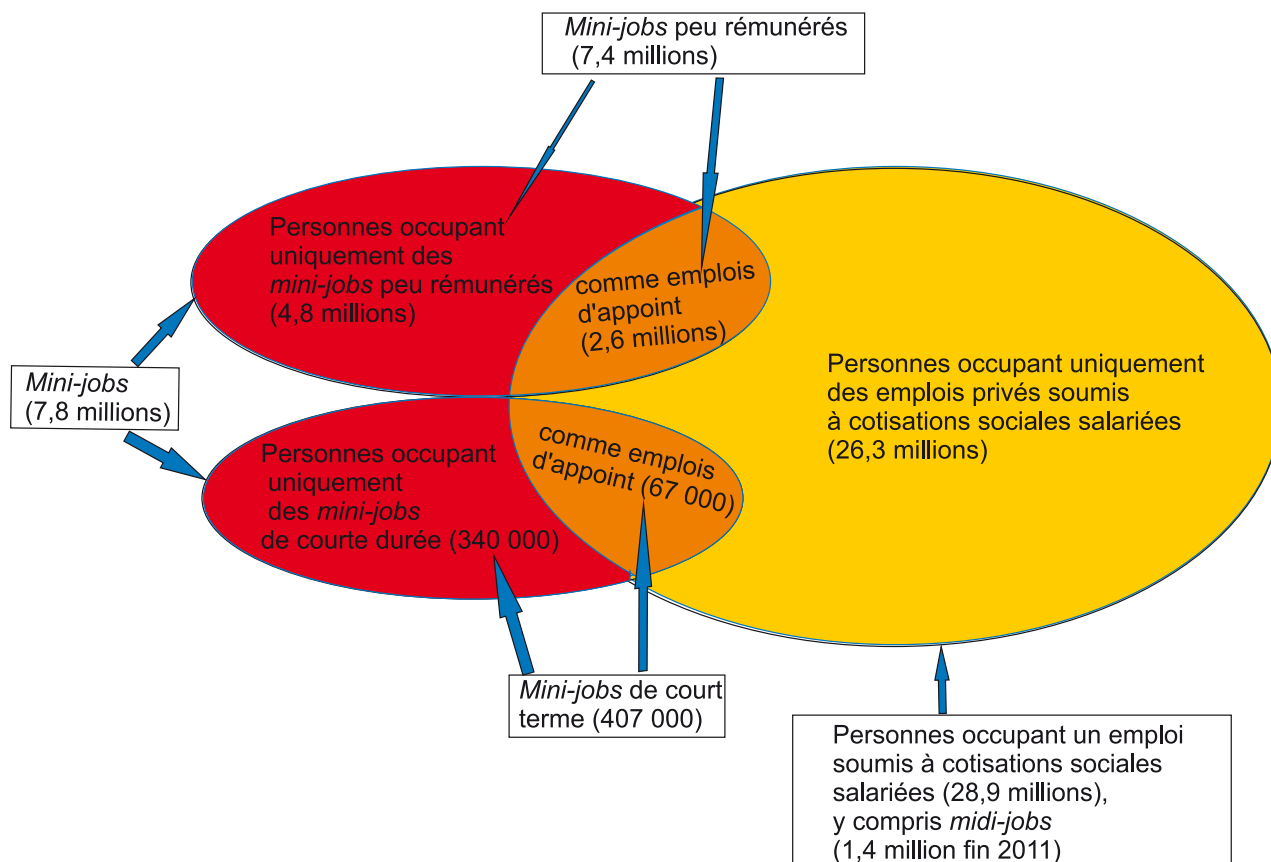 Mini-jobs peu rémunérés
(7,4 millions)
Personnes occupant
uniquement des
mini-jobs peu rémunérés
(4,8 millions)
comme emplois
d'appoint
(2,6 millions)
Personnes occupant uniquement
des emplois privés soumis
à cotisations sociales salariées
(26,3 millions)
Mini-jobs
(7,8 millions)
Personnes occupant
uniquement
des mini-jobs
de courte durée (340 000)
comme emplois
d'appoint (67 000)
Mini-jobs de court
terme (407 000)
Personnes occupant un emploi
soumis à cotisations sociales
salariées (28,9 millions),
y compris midi-jobs
(1,4 million fin 2011)